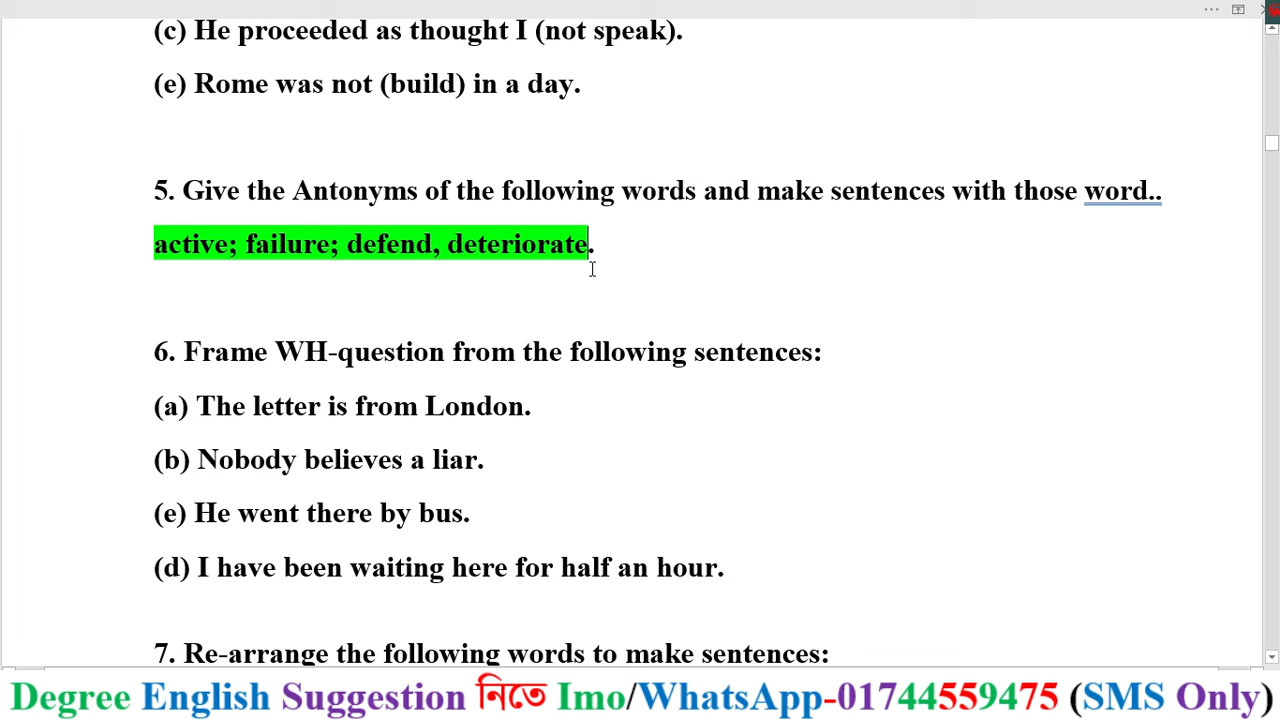 (c) He proceeded as thought I (not speak).
(e) Rome was not (build) in a day.
5. Give the Antonyms of the following words and make sentences with those word..
active; failure; defend, deteriorate.
6. Frame WH-question from the following sentences:
(a) The letter is from London.
(b) Nobody believes a liar.
(e) He went there by bus.
(d) I have been waiting here for half an hour.
7. Re-arrange the following words to make sentences:
Degree English Suggestion নিতে Imo/WhatsApp-01744559475 (SMS Only)